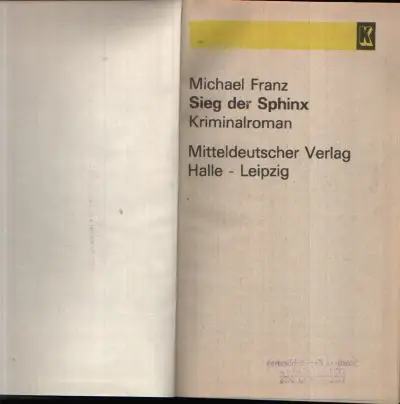 K
Michael Franz
Sieg der Sphinx
Kriminalroman
Mitteldeutscher Verlag
Halle - Leipzig